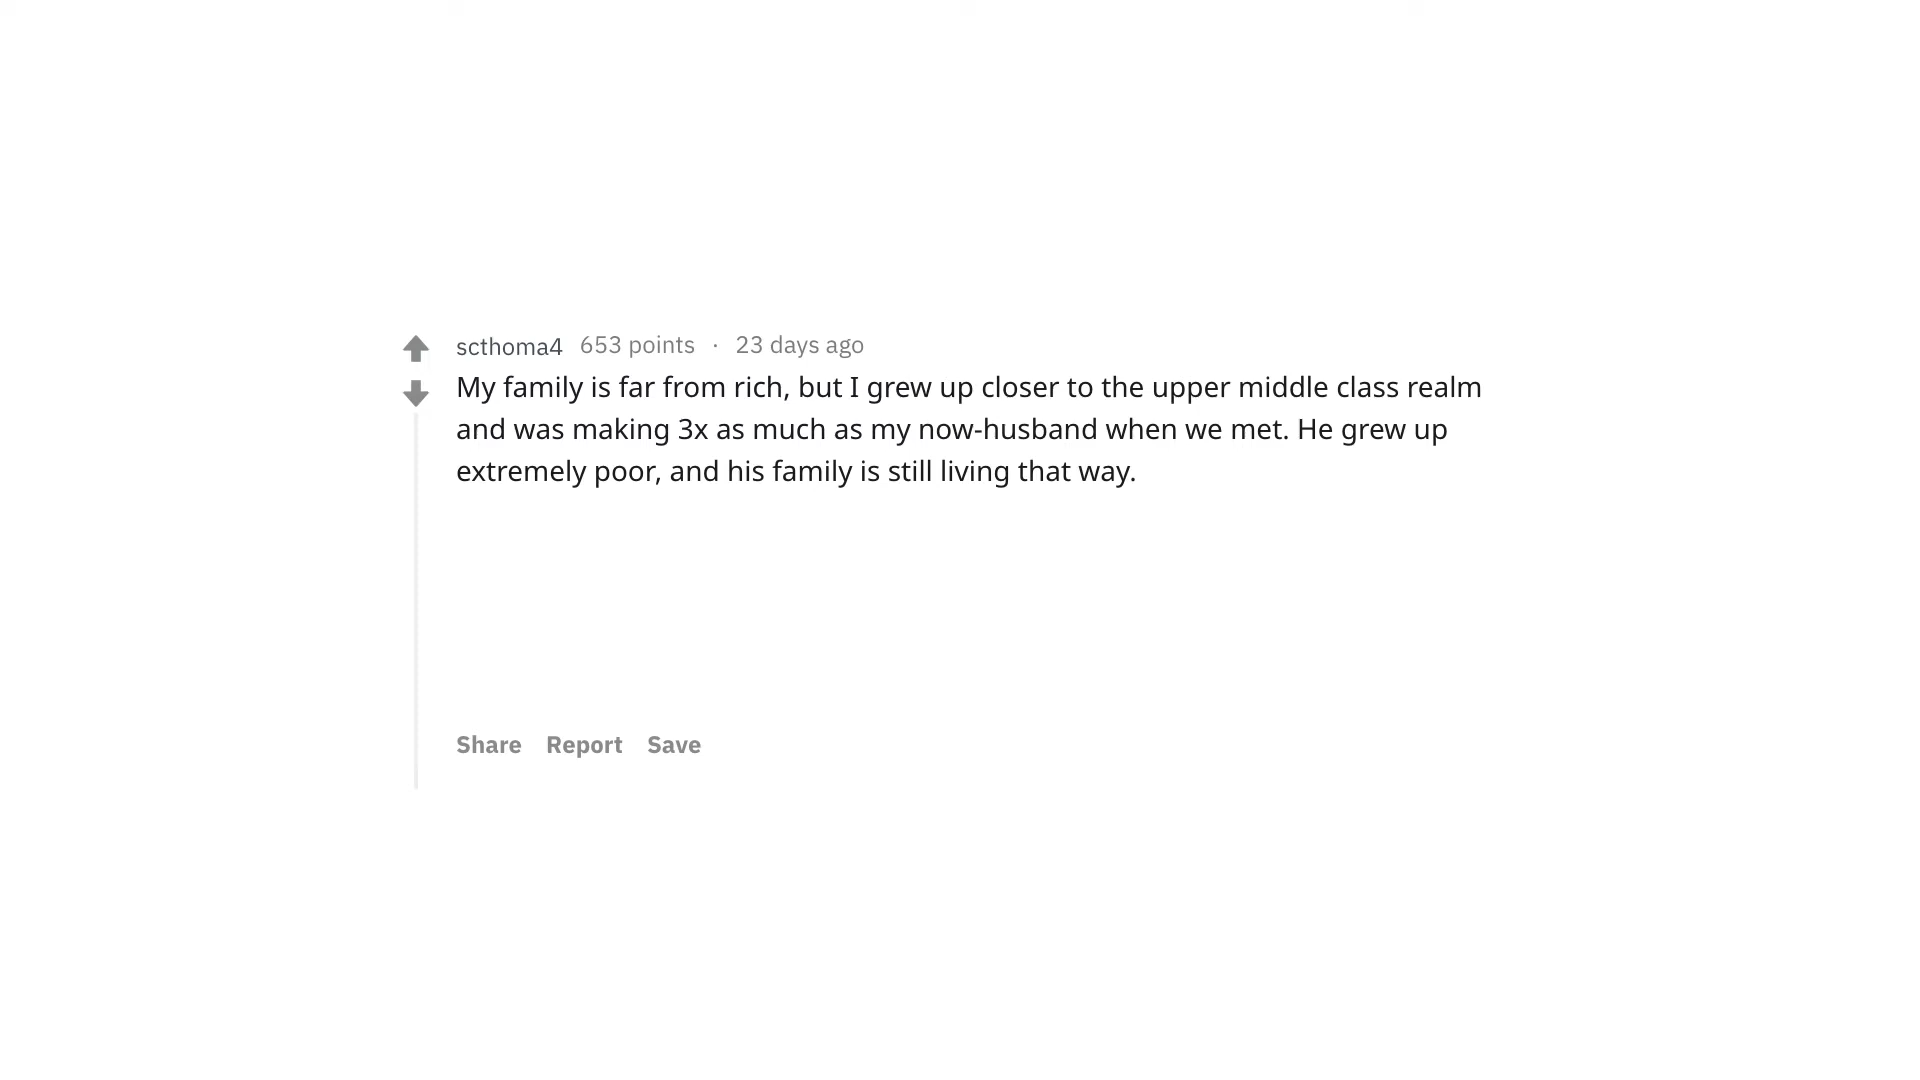 scthoma4 653 points · 23 days ago
My family is far from rich, but I grew up closer to the upper middle class realm
and was making 3x as much as my now-husband when we met. He grew up
extremely poor, and his family is still living that way.
Share Report Save